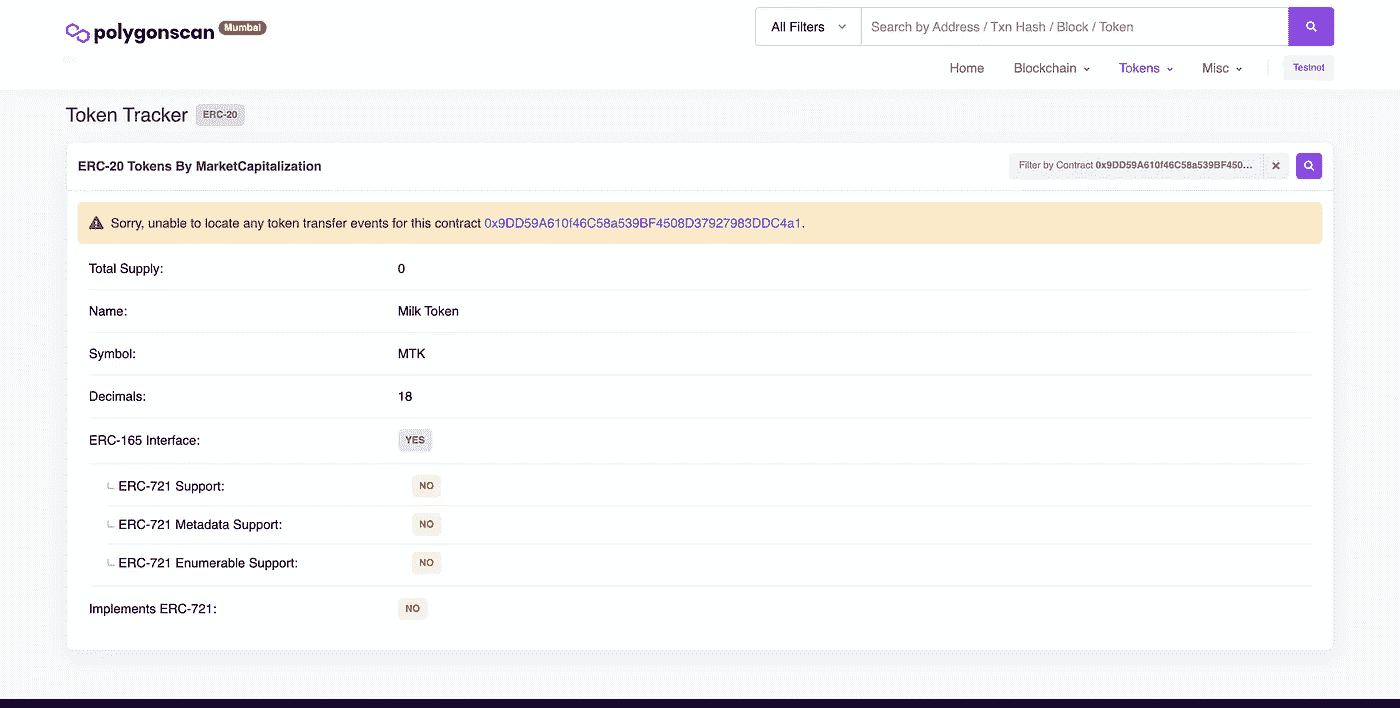 polygonscan Mumbai
All Filters Search by Address / Txn Hash / Block / Token
Home Blockchain Tokens Misc Testnet
Token Tracker ERC-20
ERC-20 Tokens By MarketCapitalization Filter by Contract 0x9DD59A610f46C58a539BF450...
Sorry, unable to locate any token transfer events for this contract 0x9DD59A610f46C58a539BF4508D37927983DDC4a1.
Total Supply: 0
Name: Milk Token
Symbol: MTK
Decimals: 18
ERC-165 Interface: YES
ERC-721 Support: NO
ERC-721 Metadata Support: NO
ERC-721 Enumerable Support: NO
Implements ERC-721: NO